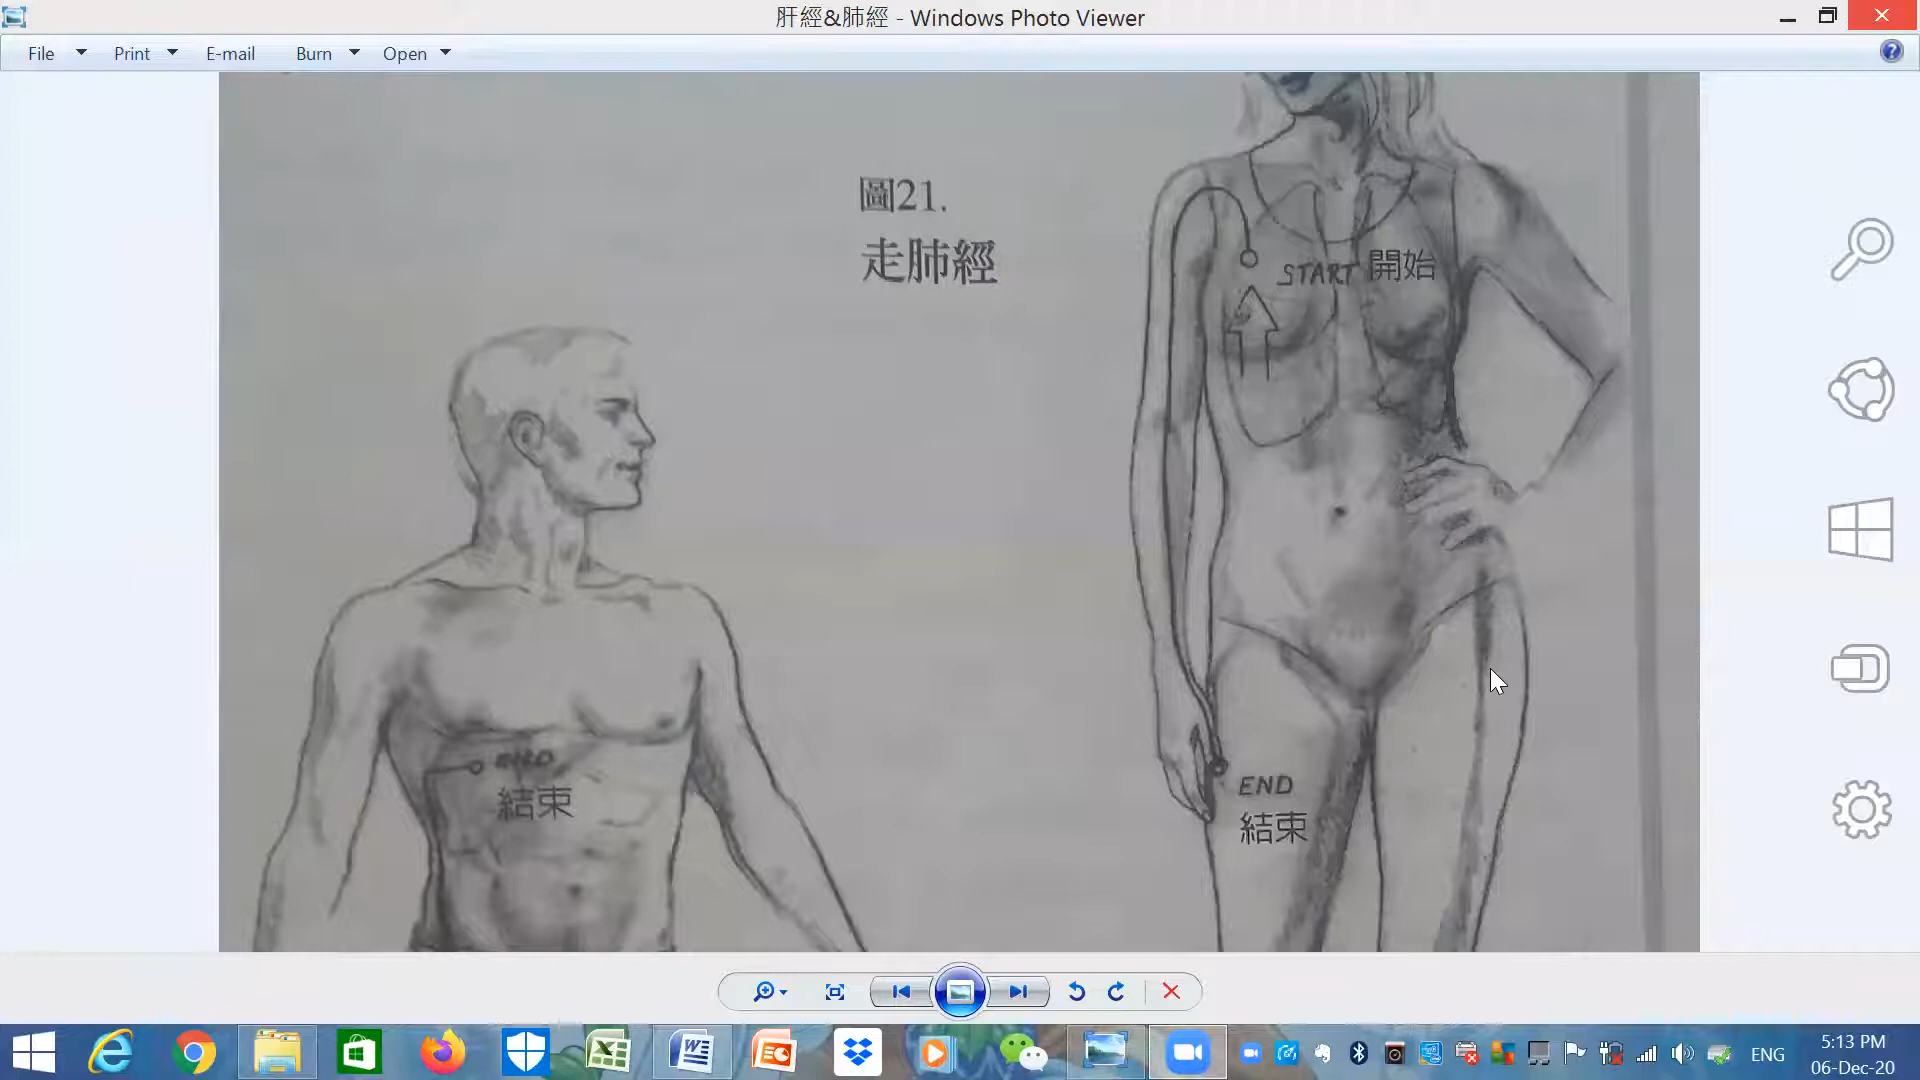 肝經&肺經 - Windows Photo Viewer
File Print E-mail Burn Open
圖21.
走肺經
START 開始
END
結束
END
結束
ENG
5:13 PM
06-Dec-20